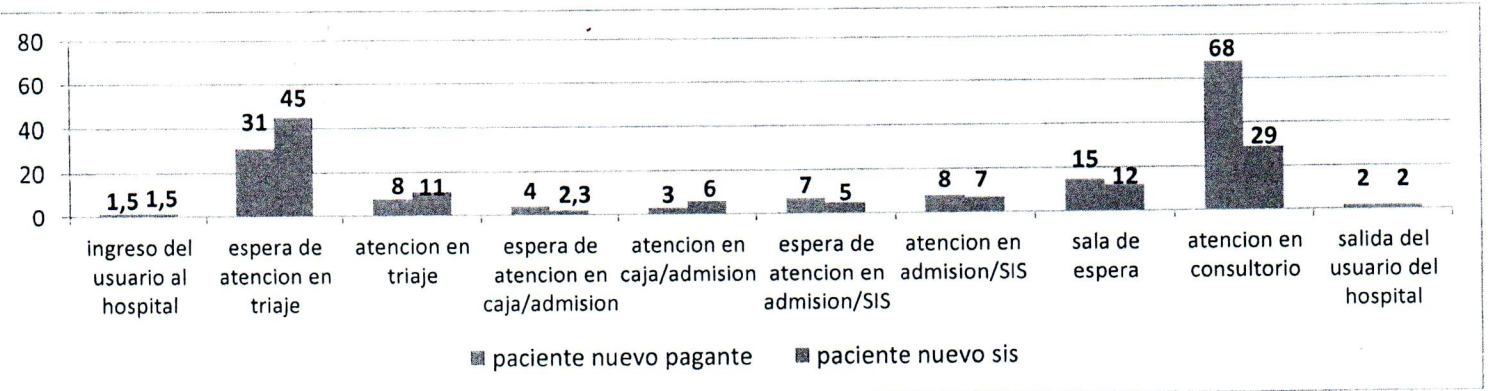 80
60
40
20
0
1,5 1,5
31 45
8 11
4 2,3
3 6
7 5
8 7
15 12
68 29
2 2
ingreso del
usuario al
hospital
espera de
atencion en
triaje
atencion en
triaje
espera de
atencion en
caja/admision
atencion en
caja/admision
espera de
atencion en
admision/SIS
atencion en
admision/SIS
sala de
espera
atencion en
consultorio
salida del
usuario del
hospital
paciente nuevo pagante
paciente nuevo sis